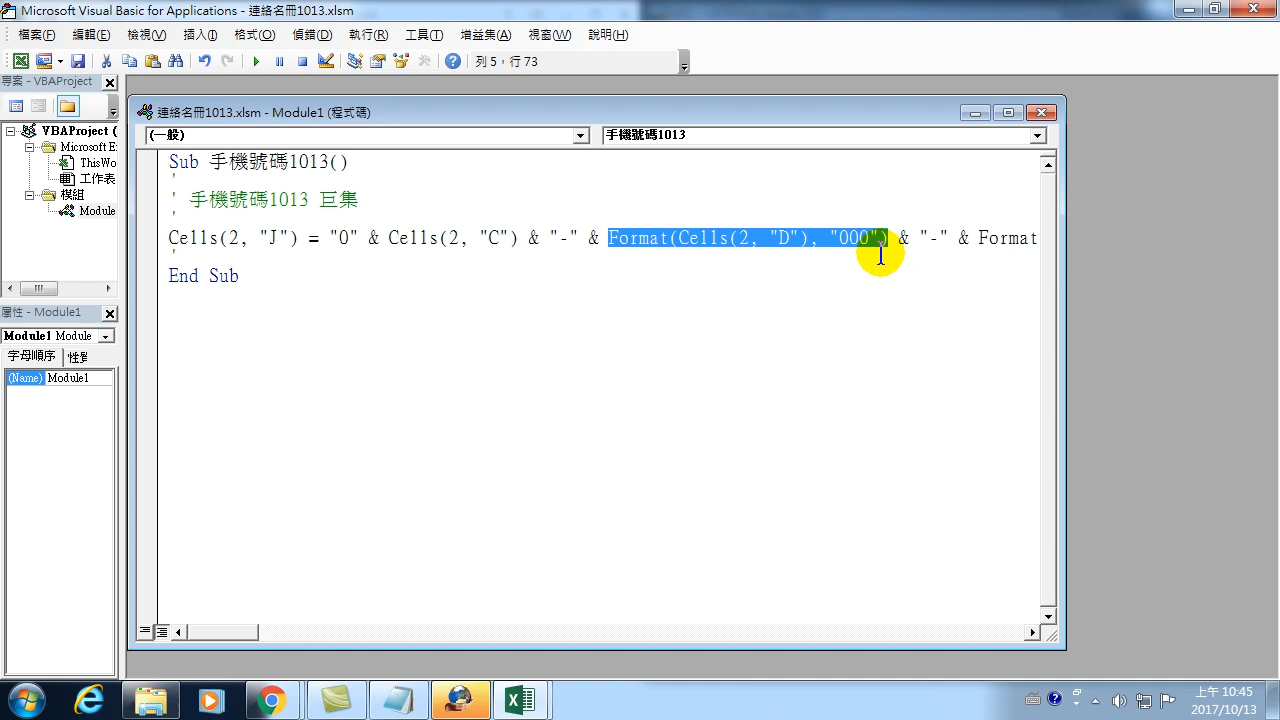 Microsoft Visual Basic for Applications - 連絡名冊1013.xlsm
檔案(F) 編輯(E) 檢視(V) 插入(I) 格式(O) 偵錯(D) 執行(R) 工具(T) 增益集(A) 視窗(W) 說明(H)
列 5，行 73
專案 - VBAProject
連絡名冊1013.xlsm - Module1 (程式碼)
(一般)
手機號碼1013
VBAProject (
Microsoft E
ThisWo
工作表
模組
Module
Sub 手機號碼1013()
'
' 手機號碼1013 巨集
'
Cells(2, "J") = "0" & Cells(2, "C") & "-" & Format(Cells(2, "D"), "000") & "-" & Format
'
End Sub
屬性 - Module1
Module1 Module
字母順序
(Name) Module1
上午 10:45
2017/10/13